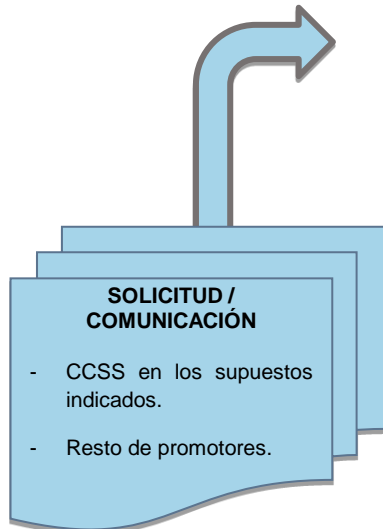 SOLICITUD /
COMUNICACIÓN
- CCSS en los supuestos
indicados.
- Resto de promotores.